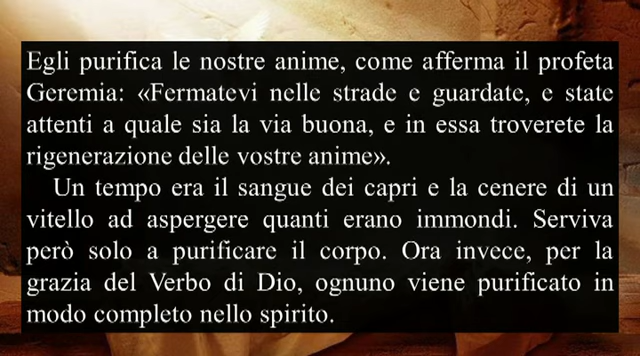 Egli purifica le nostre anime, come afferma il profeta
Geremia: «Fermatevi nelle strade e guardate, e state
attenti a quale sia la via buona, e in essa troverete la
rigenerazione delle vostre anime».
Un tempo era il sangue dei capri e la cenere di un
vitello ad aspergere quanti erano immondi. Serviva
però solo a purificare il corpo. Ora invece, per la
grazia del Verbo di Dio, ognuno viene purificato in
modo completo nello spirito.